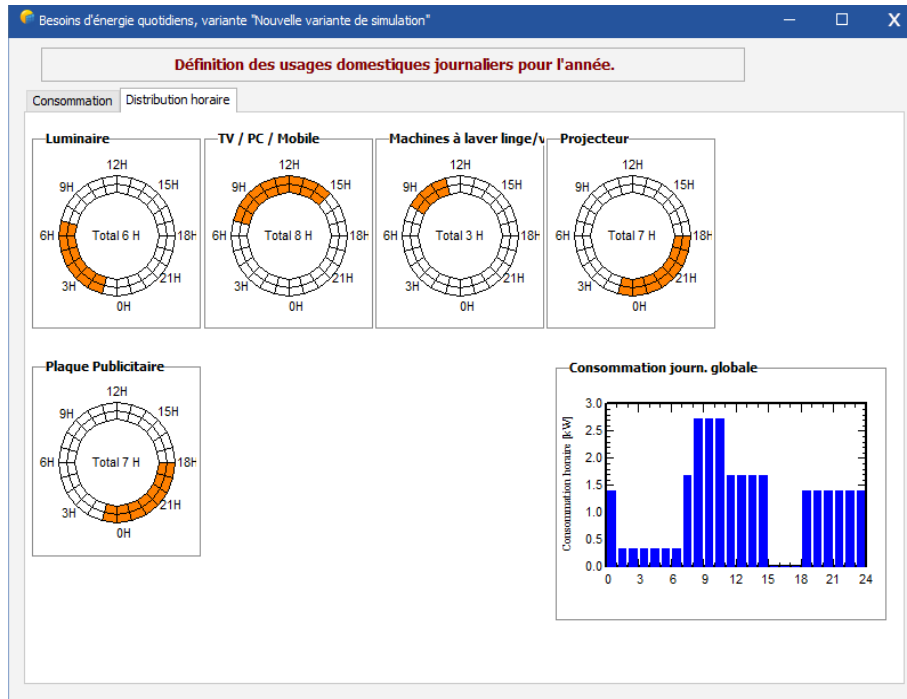 Besoins d'énergie quotidiens, variante "Nouvelle variante de simulation"
X
Définition des usages domestiques journaliers pour l'année.
Consommation
Distribution horaire
Luminaire
12H
9H
15H
6H
Total 6 H
18H
3H
21H
0H
TV / PC / Mobile
12H
9H
15H
6H
Total 8 H
18H
3H
21H
0H
Machines à laver linge/v
12H
9H
15H
6H
Total 3 H
18H
3H
21H
0H
Projecteur
12H
9H
15H
6H
Total 7 H
18H
3H
21H
0H
Plaque Publicitaire
12H
9H
15H
6H
Total 7 H
18H
3H
21H
0H
Consommation journ. globale
Consommation horaire [kW]
3.0
2.5
2.0
1.5
1.0
0.5
0.0
0 3 6 9 12 15 18 21 24